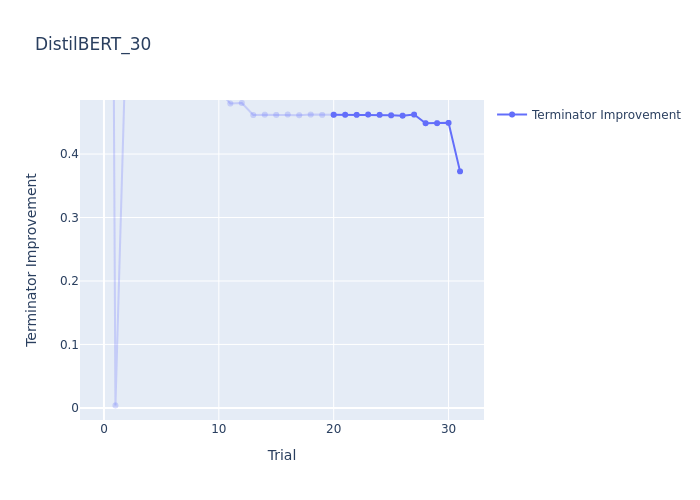 DistilBERT_30
Terminator Improvement
0.4
0.3
0.2
0.1
0
0 10 20 30
Trial
Terminator Improvement